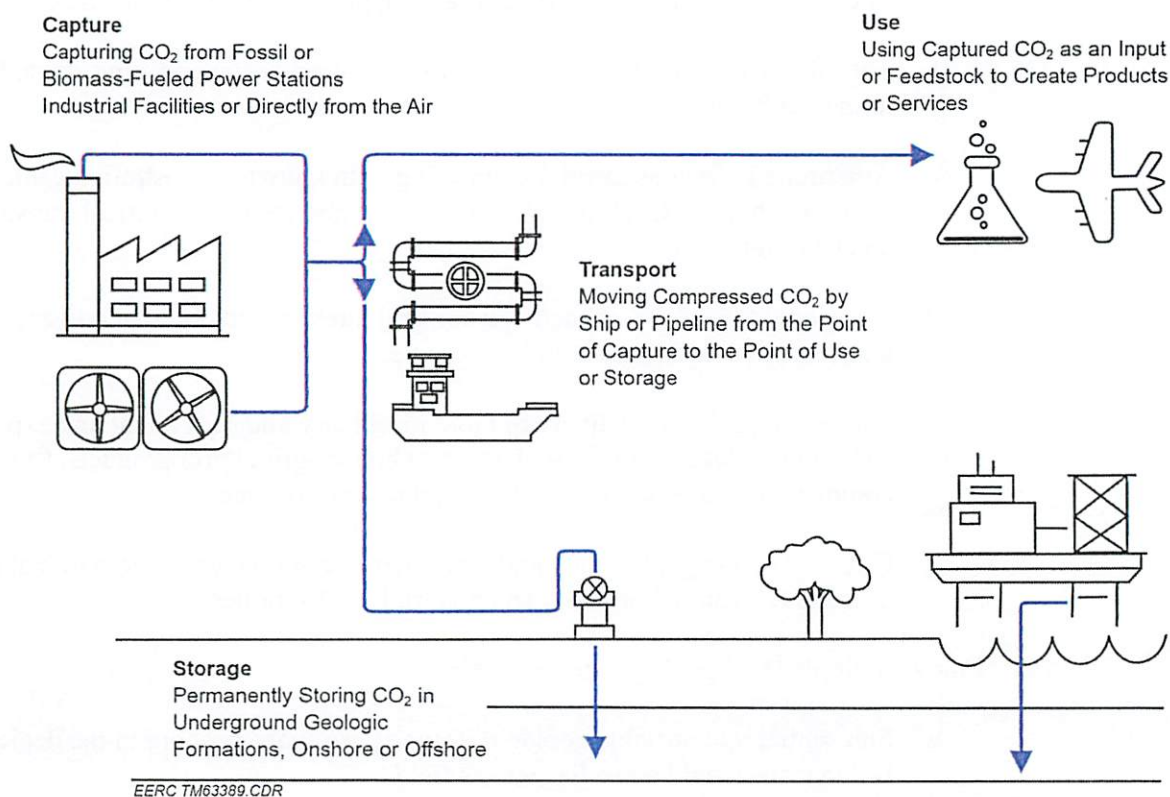 Capture
Capturing CO₂ from Fossil or
Biomass-Fueled Power Stations
Industrial Facilities or Directly from the Air
Use
Using Captured CO₂ as an Input
or Feedstock to Create Products
or Services
Transport
Moving Compressed CO₂ by
Ship or Pipeline from the Point
of Capture to the Point of Use
or Storage
Storage
Permanently Storing CO₂ in
Underground Geologic
Formations, Onshore or Offshore
EERC TM63389.CDR